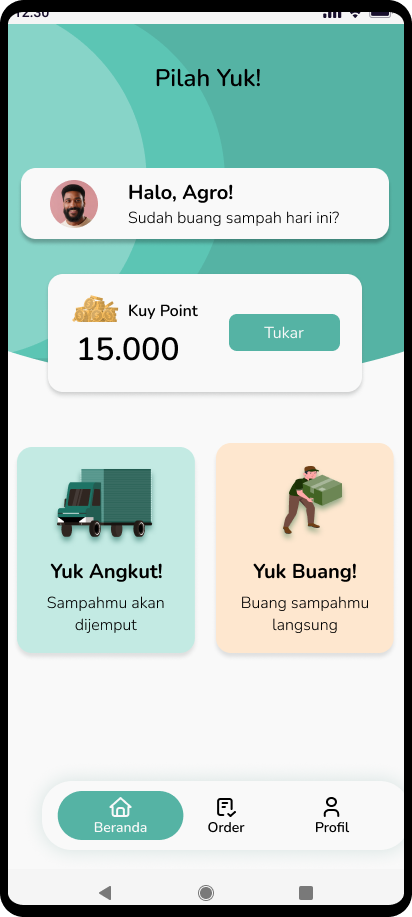 12:30
Pilah Yuk!
Halo, Agro!
Sudah buang sampah hari ini?
Kuy Point
15.000
Tukar
Yuk Angkut!
Sampahmu akan
dijemput
Yuk Buang!
Buang sampahmu
langsung
Beranda
Order
Profil